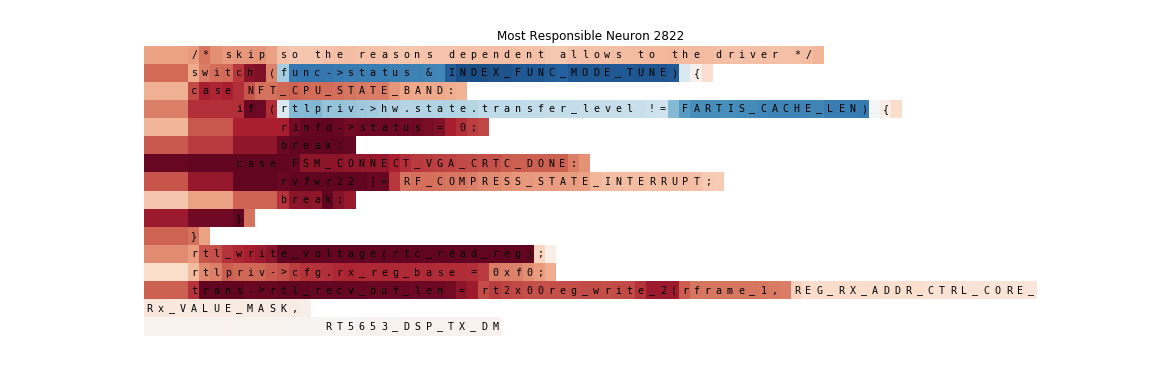 Most Responsible Neuron 2822
/* skip so the reasons dependent allows to the driver */
switch (func->status & INDEX_FUNC_MODE_TUNE) {
case NFT_CPU_STATE_BAND:
if (rtlpriv->hw.state.transfer_level != FARTIS_CACHE_LEN) {
rinfo->status = 0;
break;
case FSM_CONNECT_VGA_CRTC_DONE:
rvfwr22 |= RF_COMPRESS_STATE_INTERRUPT;
break;
}
}
rtl_write_voltage(rtc_read_reg);
rtlpriv->cfg.rx_reg_base = 0xf0;
trans->rtl_recv_buf_len = rt2x00reg_write_2(rframe_1, REG_RX_ADDR_CTRL_CORE_
Rx_VALUE_MASK,
RT5653_DSP_TX_DM